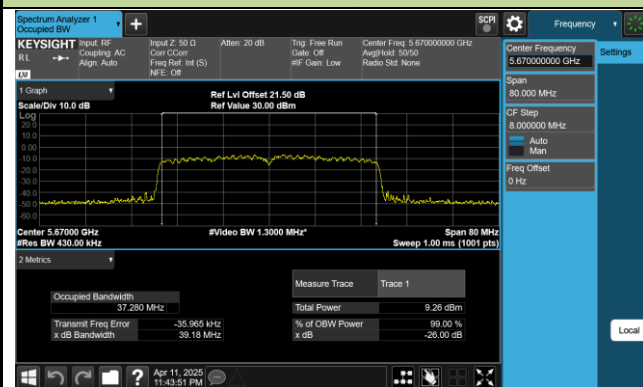 Spectrum Analyzer 1
Occupied BW
+
SCPI
Frequency
KEYSIGHT
RL
LXI
Input: RF
Coupling: AC
Align: Auto
Input Z: 50 Ω
Corr CCorr
Freq Ref: Int (S)
NFE: Off
Atten: 20 dB
Trig: Free Run
Gate: Off
#IF Gain: Low
Center Freq: 5.670000000 GHz
Avg|Hold: 50/50
Radio Std: None
1 Graph
Scale/Div 10.0 dB
Ref Lvl Offset 21.50 dB
Ref Value 30.00 dBm
Log
20.0
10.0
0.00
-10.0
-20.0
-30.0
-40.0
-50.0
-60.0
Center 5.67000 GHz
#Res BW 430.00 kHz
#Video BW 1.3000 MHz*
Span 80 MHz
Sweep 1.00 ms (1001 pts)
2 Metrics
Measure Trace Trace 1
Occupied Bandwidth
37.280 MHz
Total Power 9.26 dBm
Transmit Freq Error -35.965 kHz
% of OBW Power 99.00 %
x dB Bandwidth 39.18 MHz
x dB -26.00 dB
Apr 11, 2025
11:43:51 PM
Center Frequency
5.670000000 GHz
Settings
Span
80.000 MHz
CF Step
8.000000 MHz
Auto
Man
Freq Offset
0 Hz
Local